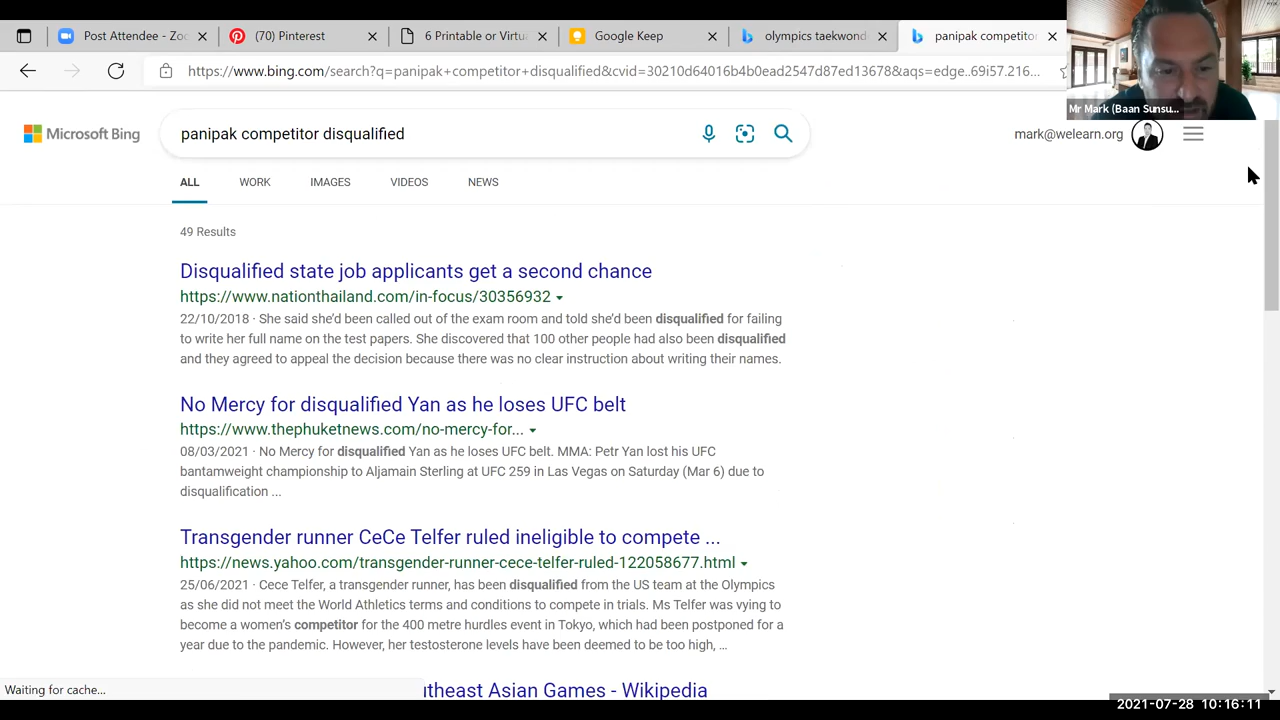 Post Attendee - Zoo
(70) Pinterest
6 Printable or Virtua
Google Keep
olympics taekwond
panipak competitor
https://www.bing.com/search?q=panipak+competitor+disqualified&cvid=30210d64016b4b0ead2547d87ed13678&aqs=edge..69i57.216...
Mr Mark (Baan Sunsu...
Microsoft Bing
panipak competitor disqualified
mark@welearn.org
ALL
WORK
IMAGES
VIDEOS
NEWS
49 Results
Disqualified state job applicants get a second chance
https://www.nationthailand.com/in-focus/30356932
22/10/2018 · She said she’d been called out of the exam room and told she’d been disqualified for failing
to write her full name on the test papers. She discovered that 100 other people had also been disqualified
and they agreed to appeal the decision because there was no clear instruction about writing their names.
No Mercy for disqualified Yan as he loses UFC belt
https://www.thephuketnews.com/no-mercy-for...
08/03/2021 · No Mercy for disqualified Yan as he loses UFC belt. MMA: Petr Yan lost his UFC
bantamweight championship to Aljamain Sterling at UFC 259 in Las Vegas on Saturday (Mar 6) due to
disqualification ...
Transgender runner CeCe Telfer ruled ineligible to compete ...
https://news.yahoo.com/transgender-runner-cece-telfer-ruled-122058677.html
25/06/2021 · Cece Telfer, a transgender runner, has been disqualified from the US team at the Olympics
as she did not meet the World Athletics terms and conditions to compete in trials. Ms Telfer was vying to
become a women’s competitor for the 400 metre hurdles event in Tokyo, which had been postponed for a
year due to the pandemic. However, her testosterone levels have been deemed to be too high, ...
utheast Asian Games - Wikipedia
Waiting for cache...
2021-07-28 10:16:11